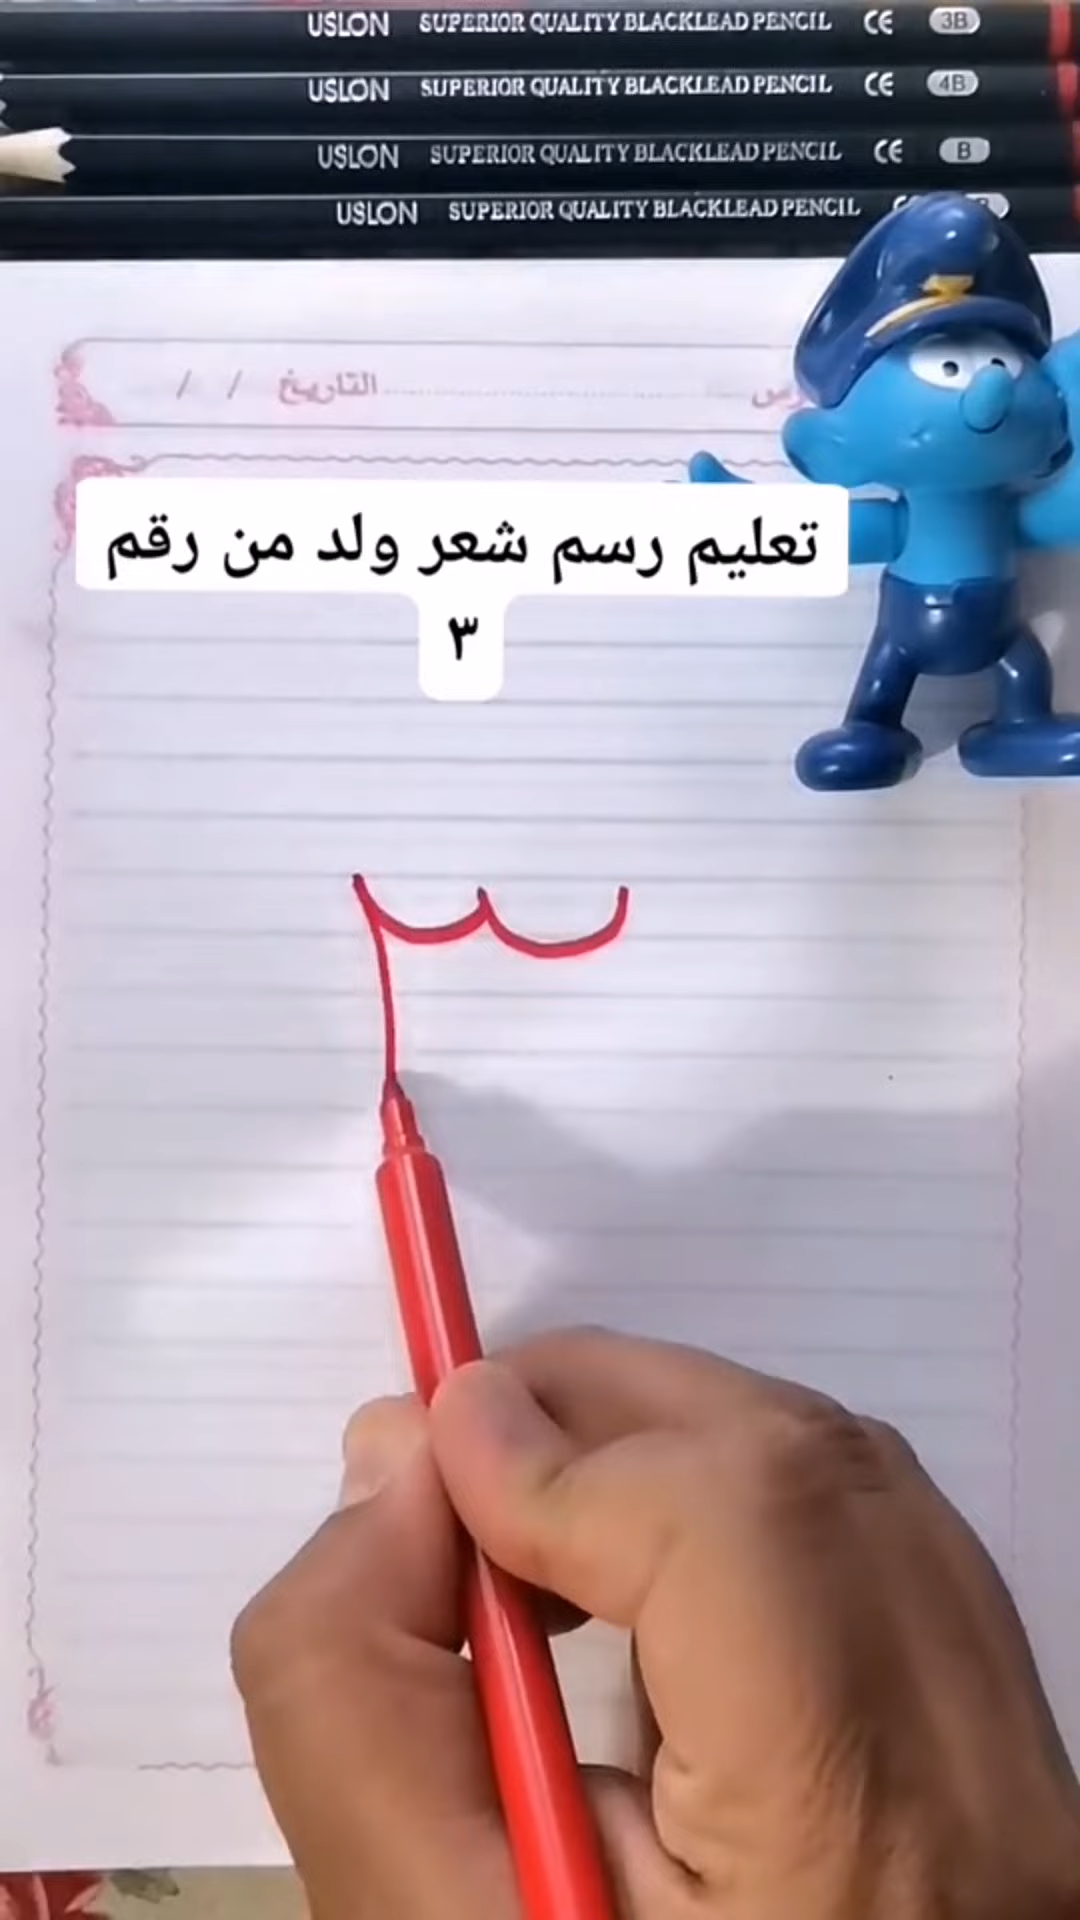 USLON SUPERIOR QUALITY BLACKLEAD PENCIL CE 3B
USLON SUPERIOR QUALITY BLACKLEAD PENCIL CE 4B
USLON SUPERIOR QUALITY BLACKLEAD PENCIL CE B
USLON SUPERIOR QUALITY BLACKLEAD PENCIL
التاريخ / /
تعليم رسم شعر ولد من رقم
٣